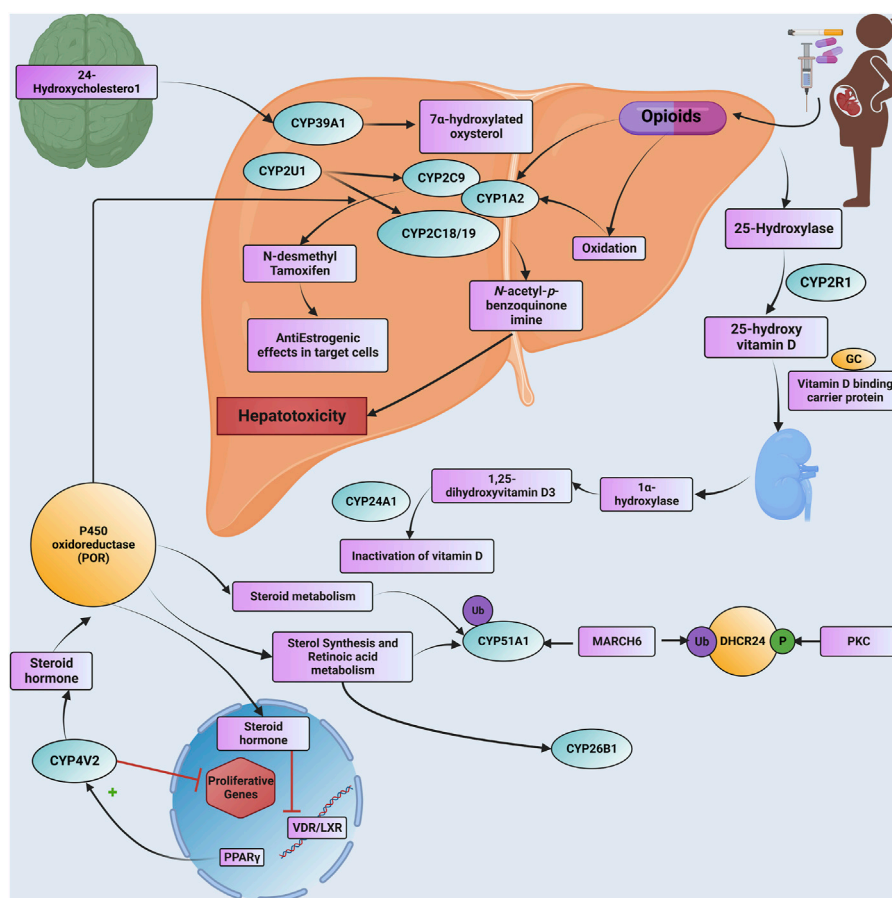 24-
Hydroxycholestero1
CYP39A1
7α-hydroxylated
oxysterol
Opioids
CYP2U1
CYP2C9
CYP1A2
CYP2C18/19
Oxidation
25-Hydroxylase
CYP2R1
N-desmethyl
Tamoxifen
N-acetyl-p-
benzoquinone
imine
25-hydroxy
vitamin D
AntiEstrogenic
effects in target cells
GC
Vitamin D binding
carrier protein
Hepatotoxicity
1,25-
dihydroxyvitamin D3
1α-
hydroxylase
CYP24A1
Inactivation of vitamin D
P450
oxidoreductase
(POR)
Steroid metabolism
Ub
CYP51A1
MARCH6
Ub
DHCR24
P
PKC
Sterol Synthesis and
Retinoic acid
metabolism
Steroid
hormone
Steroid
hormone
CYP26B1
CYP4V2
+
Proliferative
Genes
VDR/LXR
PPARγ